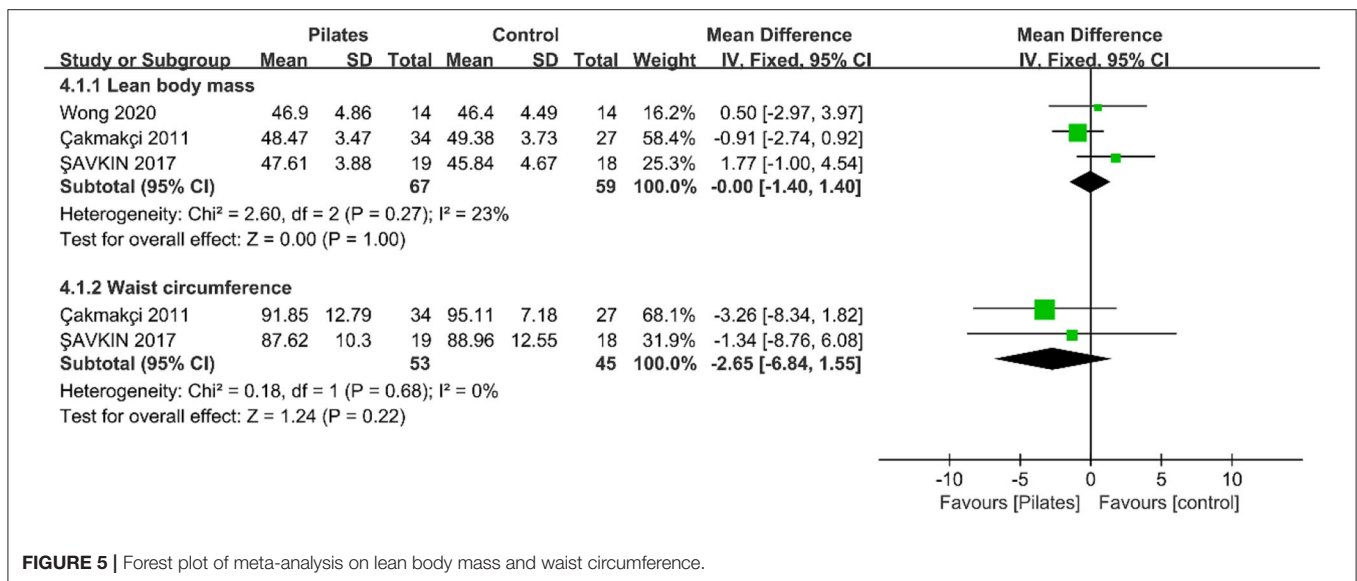 Pilates Control Mean Difference Mean Difference
Study or Subgroup Mean SD Total Mean SD Total Weight IV, Fixed, 95% CI IV, Fixed, 95% CI
4.1.1 Lean body mass
Wong 2020 46.9 4.86 14 46.4 4.49 14 16.2% 0.50 [-2.97, 3.97]
Çakmakçi 2011 48.47 3.47 34 49.38 3.73 27 58.4% -0.91 [-2.74, 0.92]
ŞAVKIN 2017 47.61 3.88 19 45.84 4.67 18 25.3% 1.77 [-1.00, 4.54]
Subtotal (95% CI) 67 59 100.0% -0.00 [-1.40, 1.40]
Heterogeneity: Chi² = 2.60, df = 2 (P = 0.27); I² = 23%
Test for overall effect: Z = 0.00 (P = 1.00)
4.1.2 Waist circumference
Çakmakçi 2011 91.85 12.79 34 95.11 7.18 27 68.1% -3.26 [-8.34, 1.82]
ŞAVKIN 2017 87.62 10.3 19 88.96 12.55 18 31.9% -1.34 [-8.76, 6.08]
Subtotal (95% CI) 53 45 100.0% -2.65 [-6.84, 1.55]
Heterogeneity: Chi² = 0.18, df = 1 (P = 0.68); I² = 0%
Test for overall effect: Z = 1.24 (P = 0.22)
-10 -5 0 5 10
Favours [Pilates] Favours [control]
FIGURE 5 | Forest plot of meta-analysis on lean body mass and waist circumference.